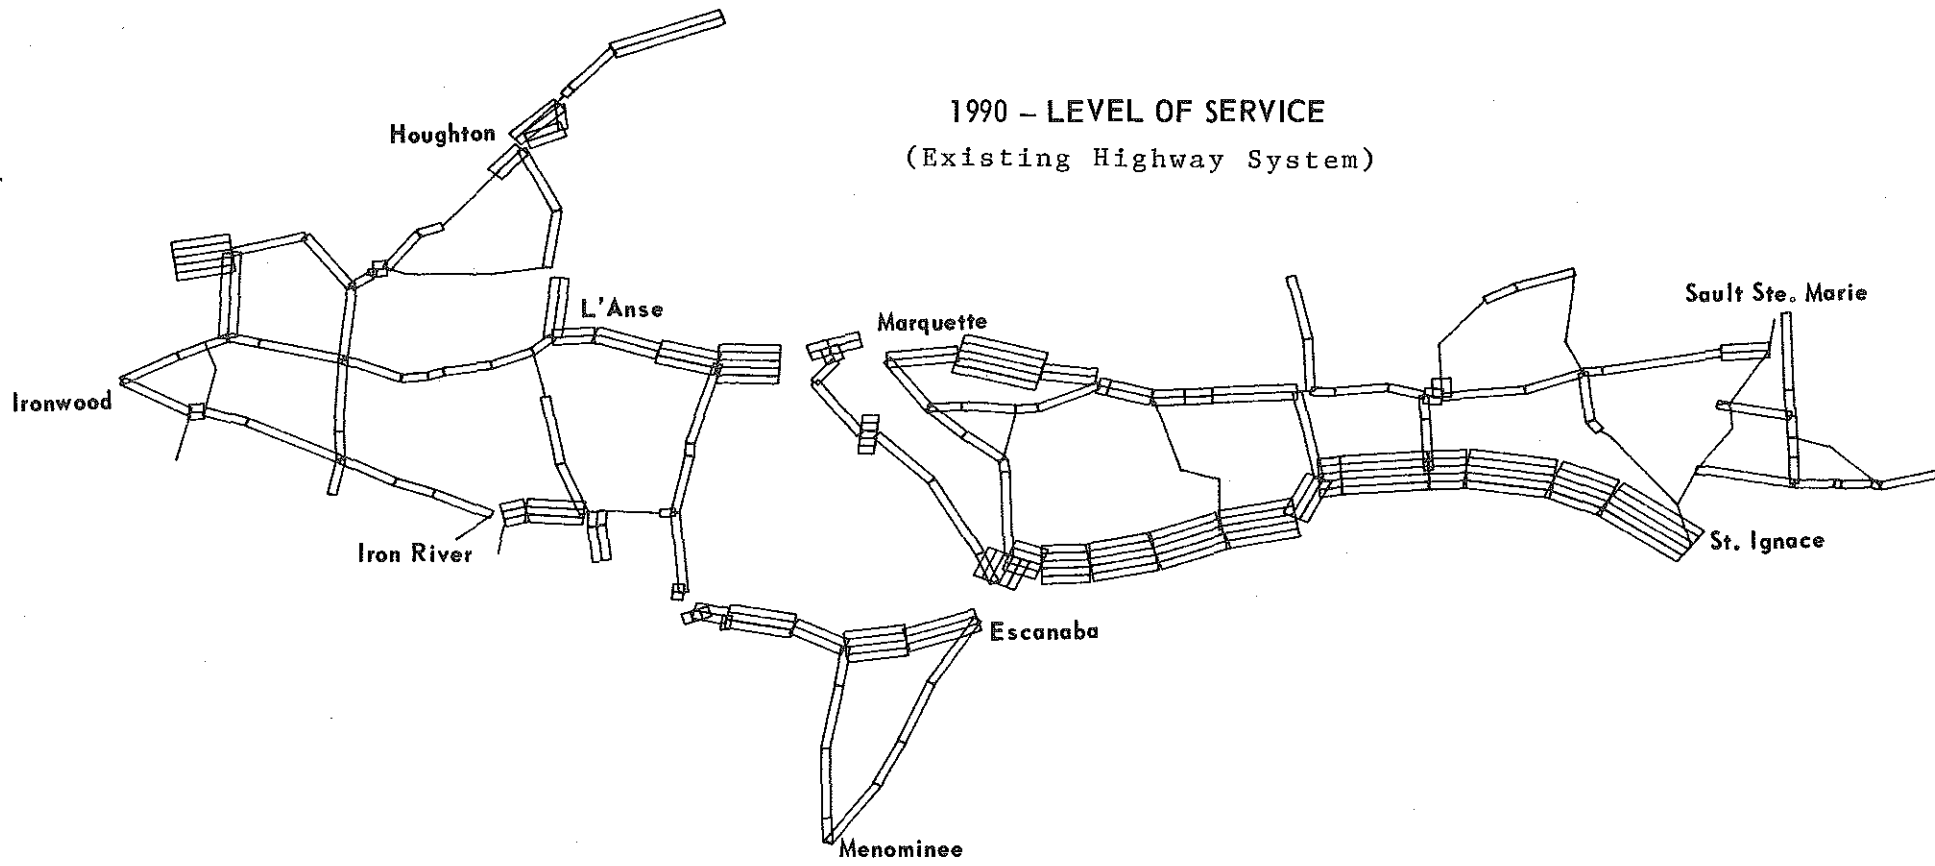 1990 – LEVEL OF SERVICE
(Existing Highway System)
Houghton
L'Anse
Marquette
Sault Ste. Marie
Ironwood
Iron River
St. Ignace
Escanaba
Menominee